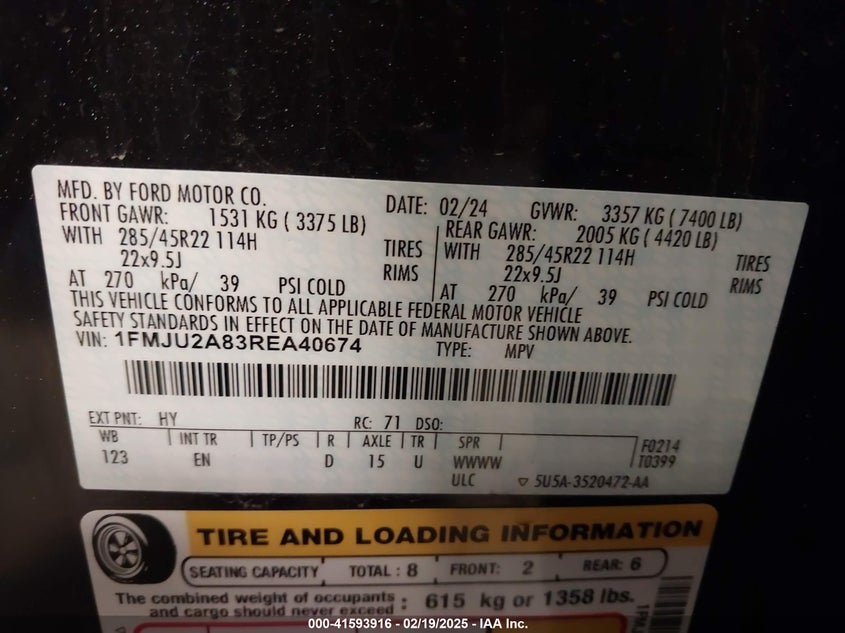 MFD. BY FORD MOTOR CO.
DATE: 02/24 GVWR: 3357 KG ( 7400 LB)
FRONT GAWR: 1531 KG ( 3375 LB)
WITH 285/45R22 114H TIRES
22x9.5J RIMS
AT 270 kPa/ 39 PSI COLD
REAR GAWR: 2005 KG ( 4420 LB)
WITH 285/45R22 114H TIRES
22x9.5J RIMS
AT 270 kPa/ 39 PSI COLD
THIS VEHICLE CONFORMS TO ALL APPLICABLE FEDERAL MOTOR VEHICLE
SAFETY STANDARDS IN EFFECT ON THE DATE OF MANUFACTURE SHOWN ABOVE.
VIN: 1FMJU2A83REA40674 TYPE: MPV
EXT PNT: HY RC: 71 DSO:
WB INT TR TP/PS R AXLE TR SPR F0214
123 EN D 15 U WWWW T0399
ULC ▽ 5U5A-3520472-AA
TIRE AND LOADING INFORMATION
SEATING CAPACITY TOTAL : 8 FRONT: 2 REAR: 6
The combined weight of occupants
and cargo should never exceed : 615 kg or 1358 lbs.
000-41593916 - 02/19/2025 - IAA Inc.